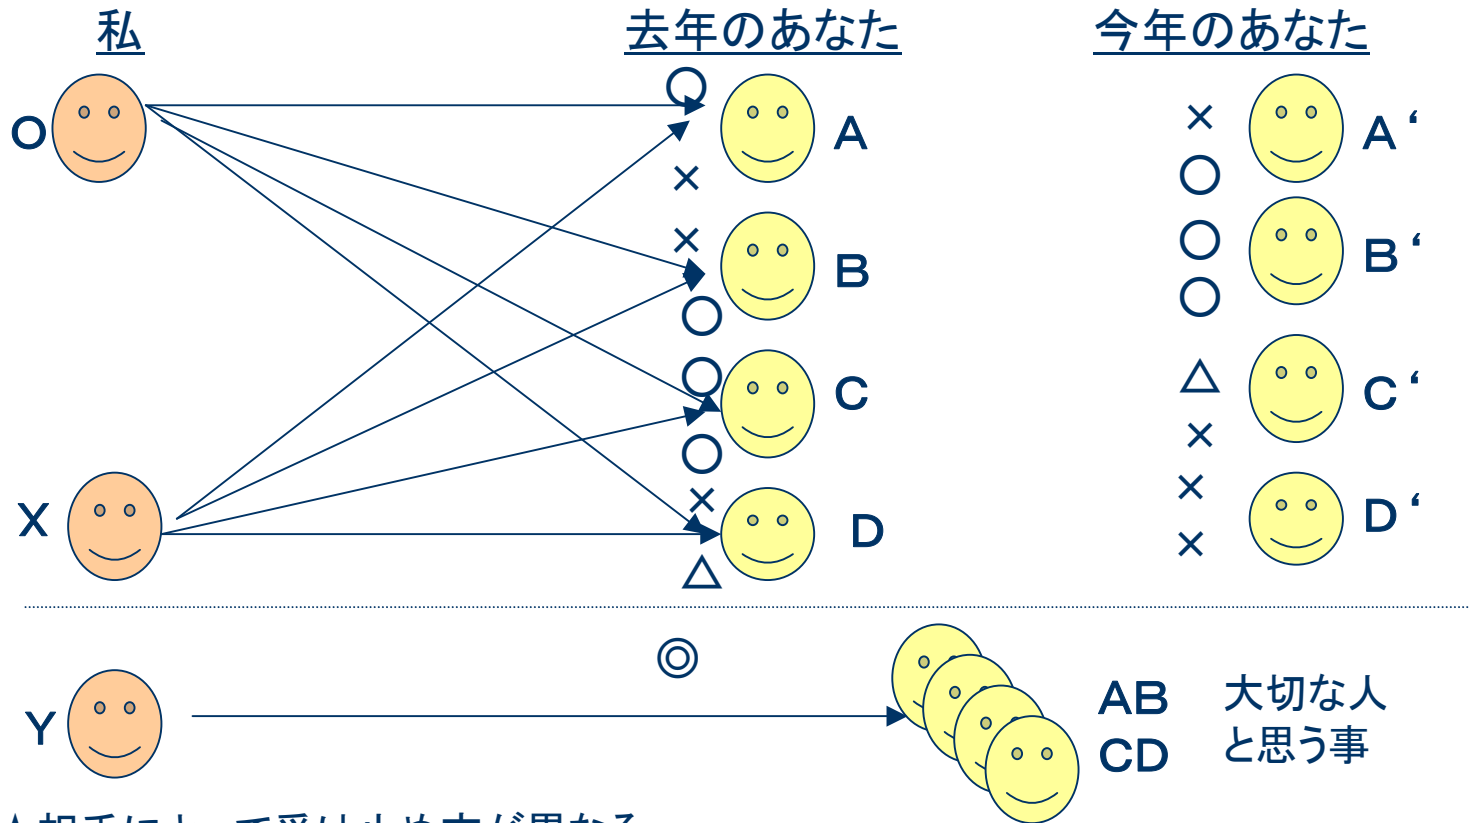 私 去年のあなた 今年のあなた
○
O A × A‘
○
×
× ○
B B‘
○ ○
○ △
C C‘
○ ×
× ×
X D D‘
△ ×
◎
AB 大切な人
Y と思う事
CD